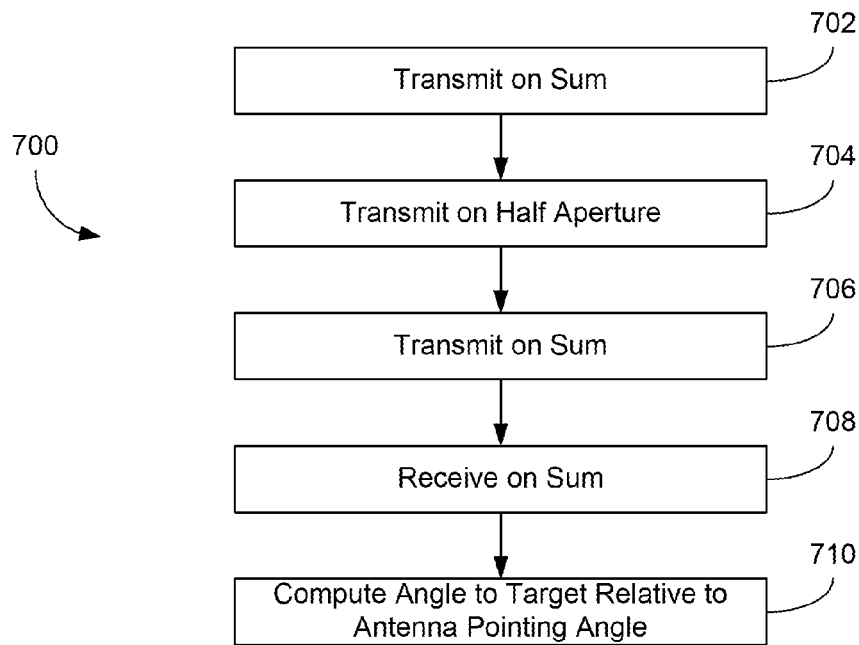 702
Transmit on Sum
700
704
Transmit on Half Aperture
706
Transmit on Sum
708
Receive on Sum
710
Compute Angle to Target Relative to
Antenna Pointing Angle